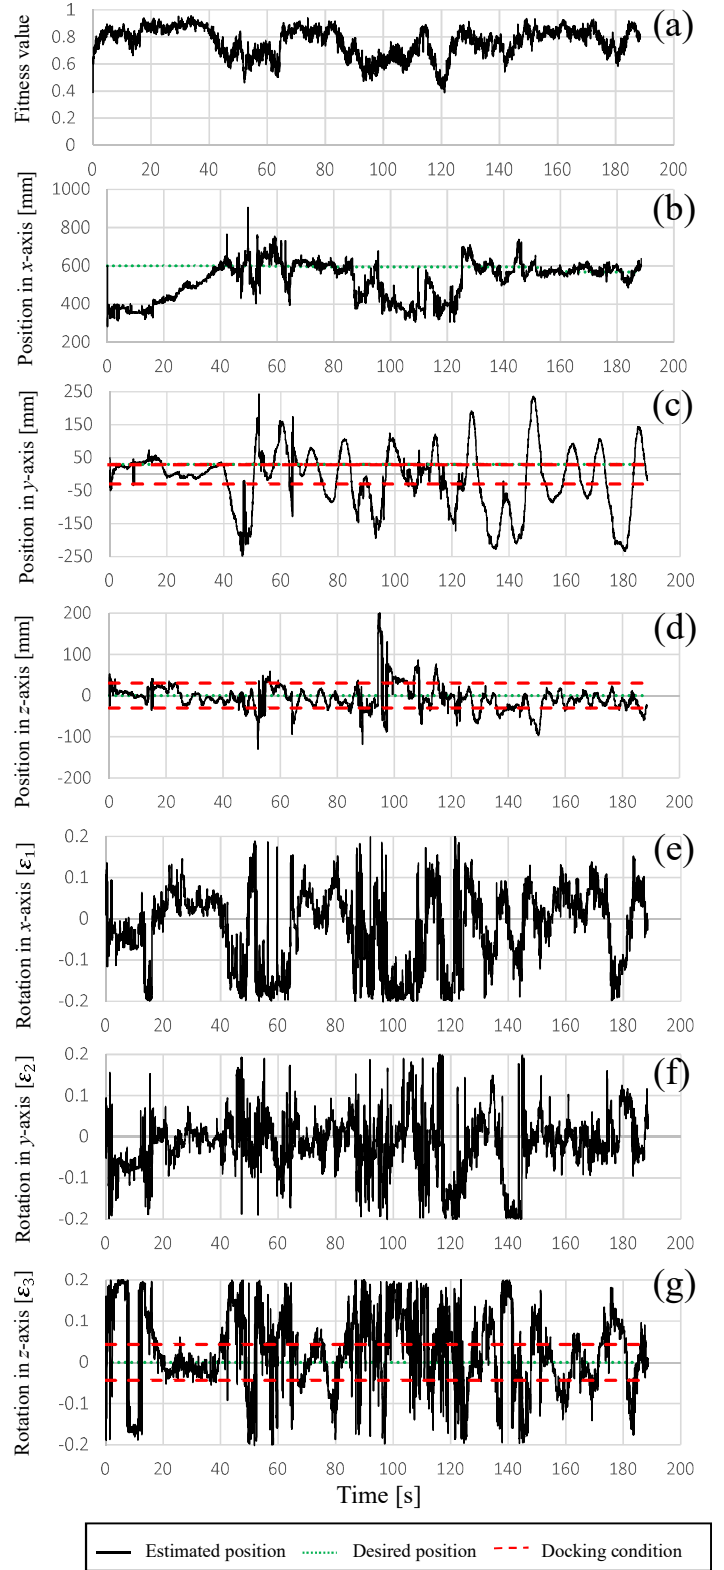 (a)
Fitness value
1
0.8
0.6
0.4
0.2
0
0 20 40 60 80 100 120 140 160 180 200
(b)
Position in x-axis [mm]
1000
800
600
400
200
0 20 40 60 80 100 120 140 160 180 200
(c)
Position in y-axis [mm]
250
150
50
-50
-150
-250
0 20 40 60 80 100 120 140 160 180 200
(d)
Position in z-axis [mm]
200
100
0
-100
-200
0 20 40 60 80 100 120 140 160 180 200
(e)
Rotation in x-axis [ε₁]
0.2
0.1
0
-0.1
-0.2
0 20 40 60 80 100 120 140 160 180 200
(f)
Rotation in y-axis [ε₂]
0.2
0.1
0
-0.1
-0.2
0 20 40 60 80 100 120 140 160 180 200
(g)
Rotation in z-axis [ε₃]
0.2
0.1
0
-0.1
-0.2
0 20 40 60 80 100 120 140 160 180 200
Time [s]
Estimated position Desired position Docking condition